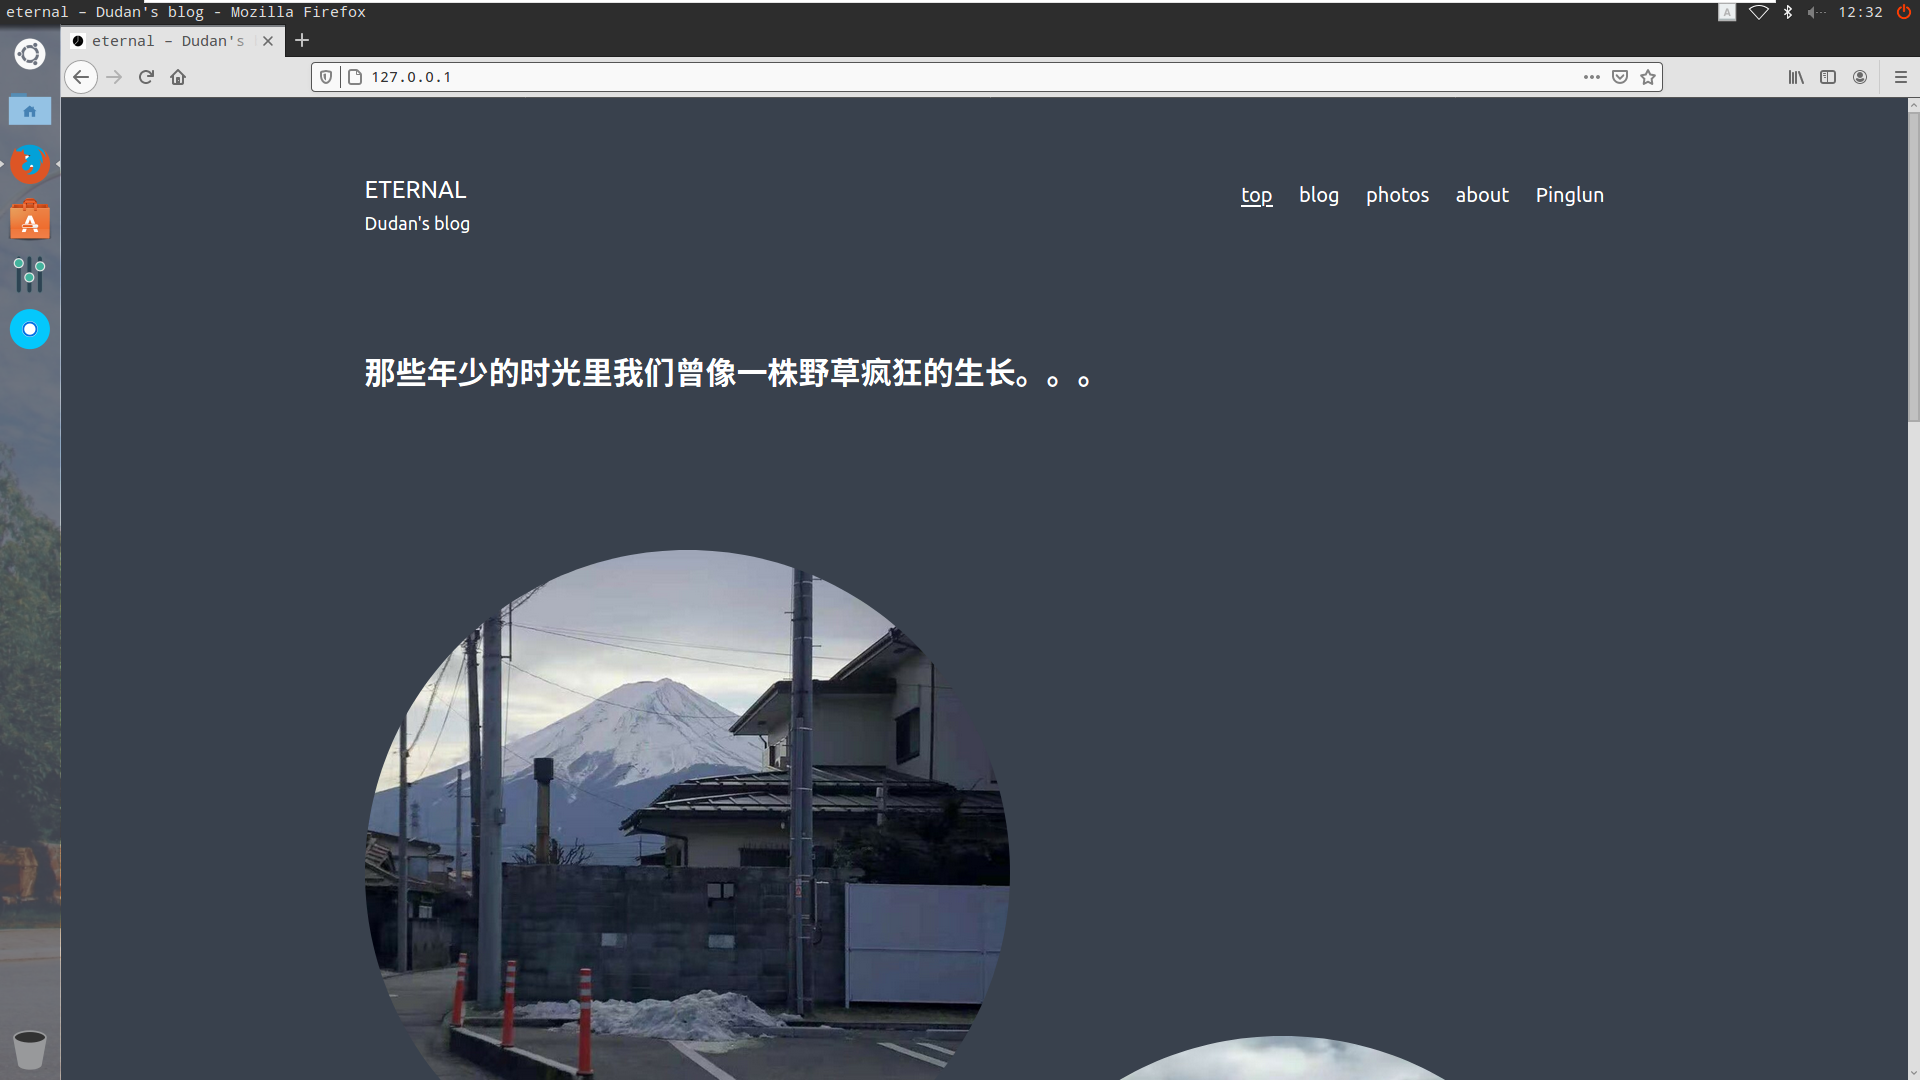 eternal – Dudan's blog - Mozilla Firefox
A
12:32
eternal – Dudan's
127.0.0.1
ETERNAL
Dudan's blog
top
blog
photos
about
Pinglun
那些年少的时光里我们曾像一株野草疯狂的生长。。。